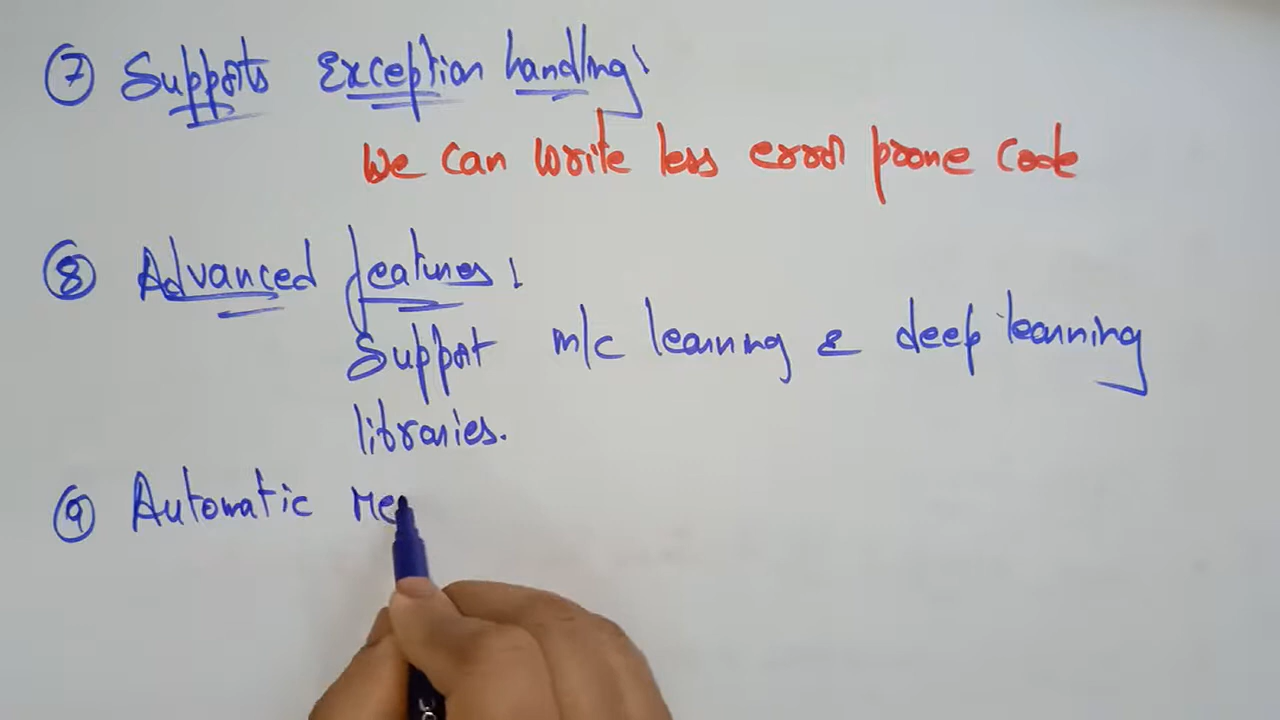 7 Supports Exception handling:
We can write less error prone code
8 Advanced features:
Support m/c learning & deep learning
libraries.
9 Automatic Me